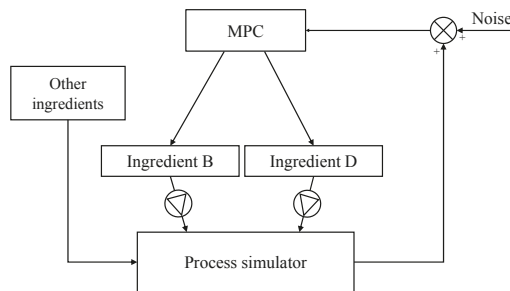 MPC
Noise
+
+
Other
ingredients
Ingredient B
Ingredient D
Process simulator